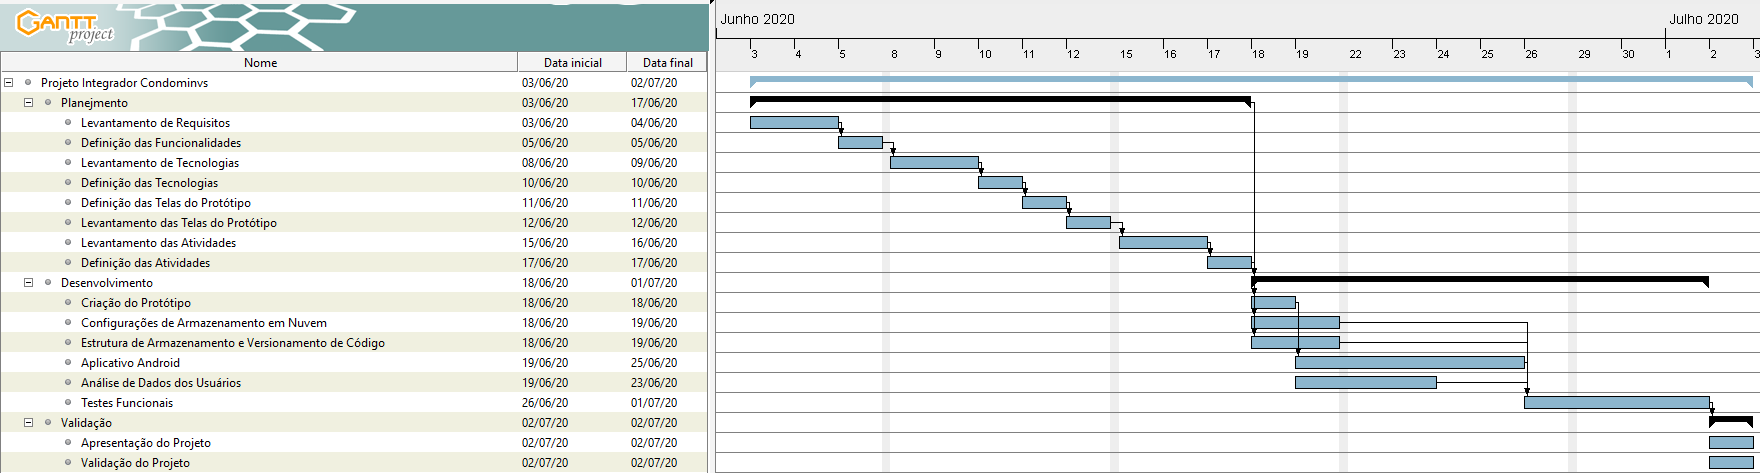 GANTT
project
Nome Data inicial Data final
Projeto Integrador Condominvs 03/06/20 02/07/20
Planejmento 03/06/20 17/06/20
Levantamento de Requisitos 03/06/20 04/06/20
Definição das Funcionalidades 05/06/20 05/06/20
Levantamento de Tecnologias 08/06/20 09/06/20
Definição das Tecnologias 10/06/20 10/06/20
Definição das Telas do Protótipo 11/06/20 11/06/20
Levantamento das Telas do Protótipo 12/06/20 12/06/20
Levantamento das Atividades 15/06/20 16/06/20
Definição das Atividades 17/06/20 17/06/20
Desenvolvimento 18/06/20 01/07/20
Criação do Protótipo 18/06/20 18/06/20
Configurações de Armazenamento em Nuvem 18/06/20 19/06/20
Estrutura de Armazenamento e Versionamento de Código 18/06/20 19/06/20
Aplicativo Android 19/06/20 25/06/20
Análise de Dados dos Usuários 19/06/20 23/06/20
Testes Funcionais 26/06/20 01/07/20
Validação 02/07/20 02/07/20
Apresentação do Projeto 02/07/20 02/07/20
Validação do Projeto 02/07/20 02/07/20
Junho 2020 Julho 2020
3 4 5 8 9 10 11 12 15 16 17 18 19 22 23 24 25 26 29 30 1 2 3